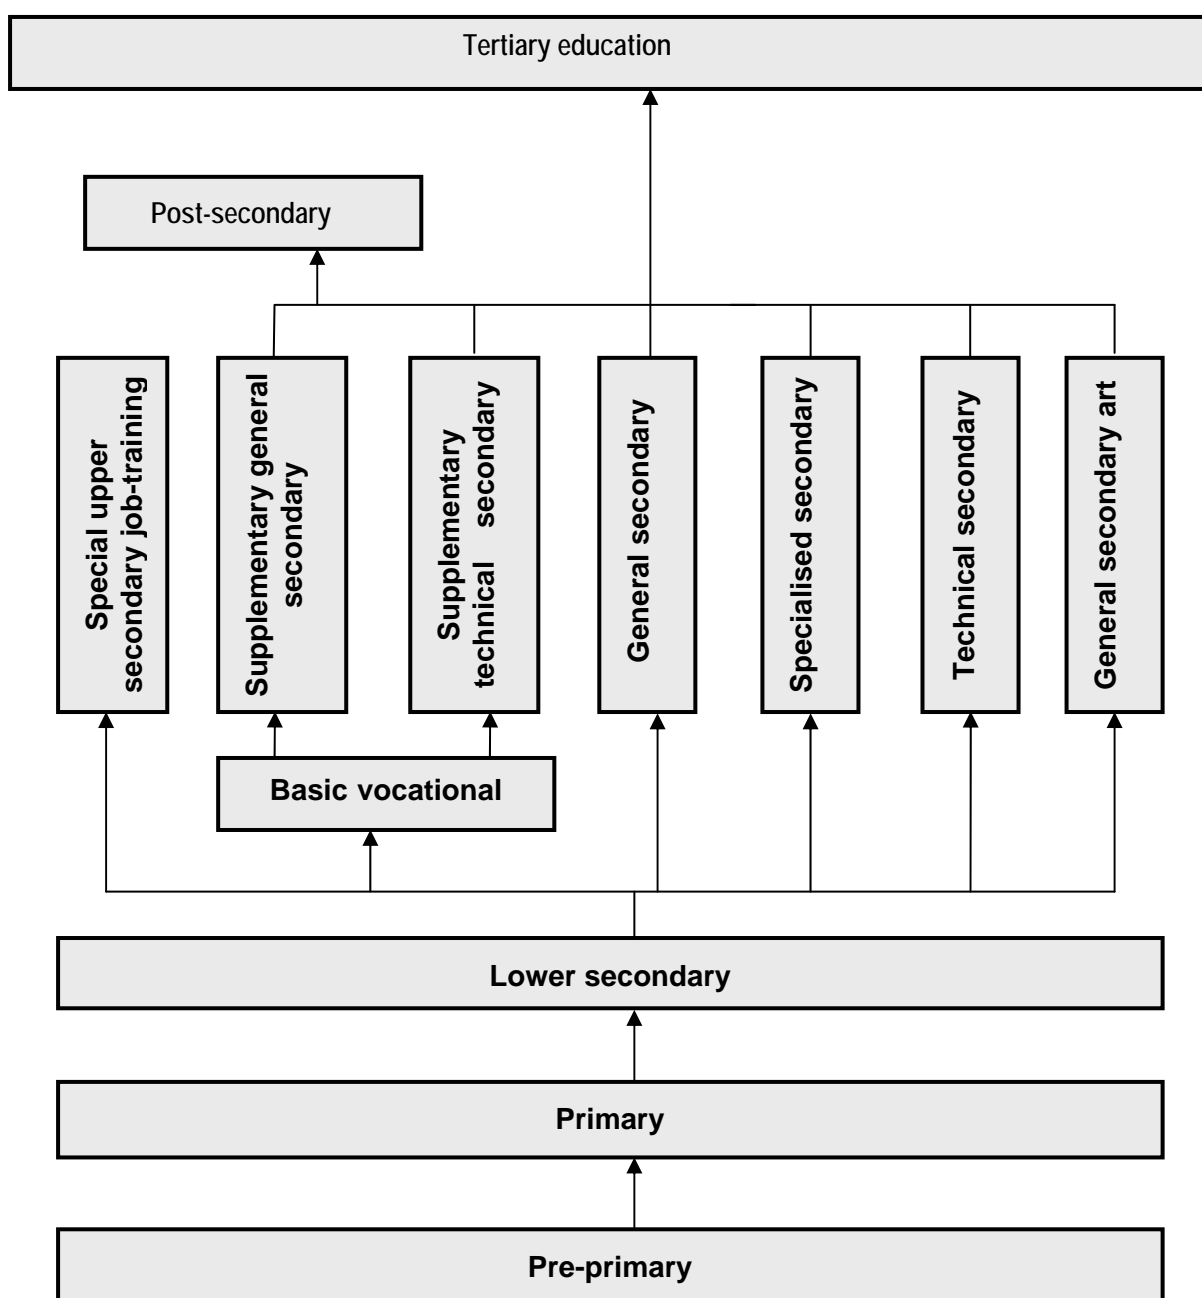 Tertiary education
Post-secondary
Special upper
secondary job-training
Supplementary general
secondary
Supplementary
technical secondary
General secondary
Specialised secondary
Technical secondary
General secondary art
Basic vocational
Lower secondary
Primary
Pre-primary